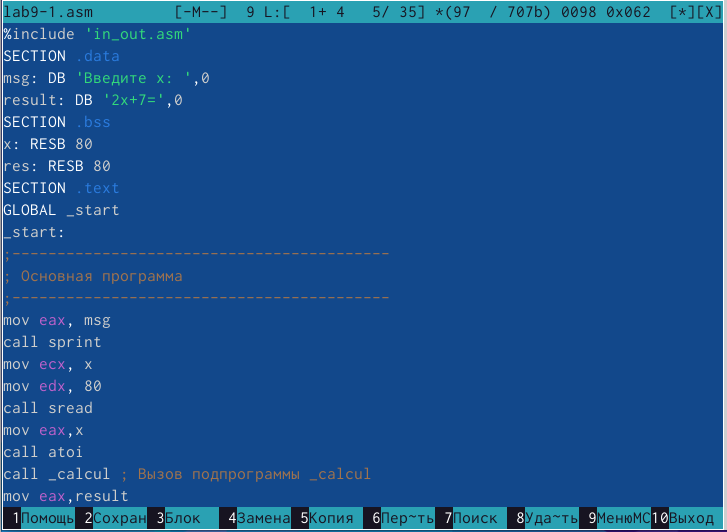 lab9-1.asm [-M--] 9 L:[ 1+ 4 5/ 35] *(97 / 707b) 0098 0x062 [*][X]
%include 'in_out.asm'
SECTION .data
msg: DB 'Введите x: ',0
result: DB '2x+7=',0
SECTION .bss
x: RESB 80
res: RESB 80
SECTION .text
GLOBAL _start
_start:
;------------------------------------------
; Основная программа
;------------------------------------------
mov eax, msg
call sprint
mov ecx, x
mov edx, 80
call sread
mov eax,x
call atoi
call _calcul ; Вызов подпрограммы _calcul
mov eax,result
1Помощь 2Сохран 3Блок 4Замена 5Копия 6Пер~ть 7Поиск 8Уда~ть 9МенюMC 10Выход